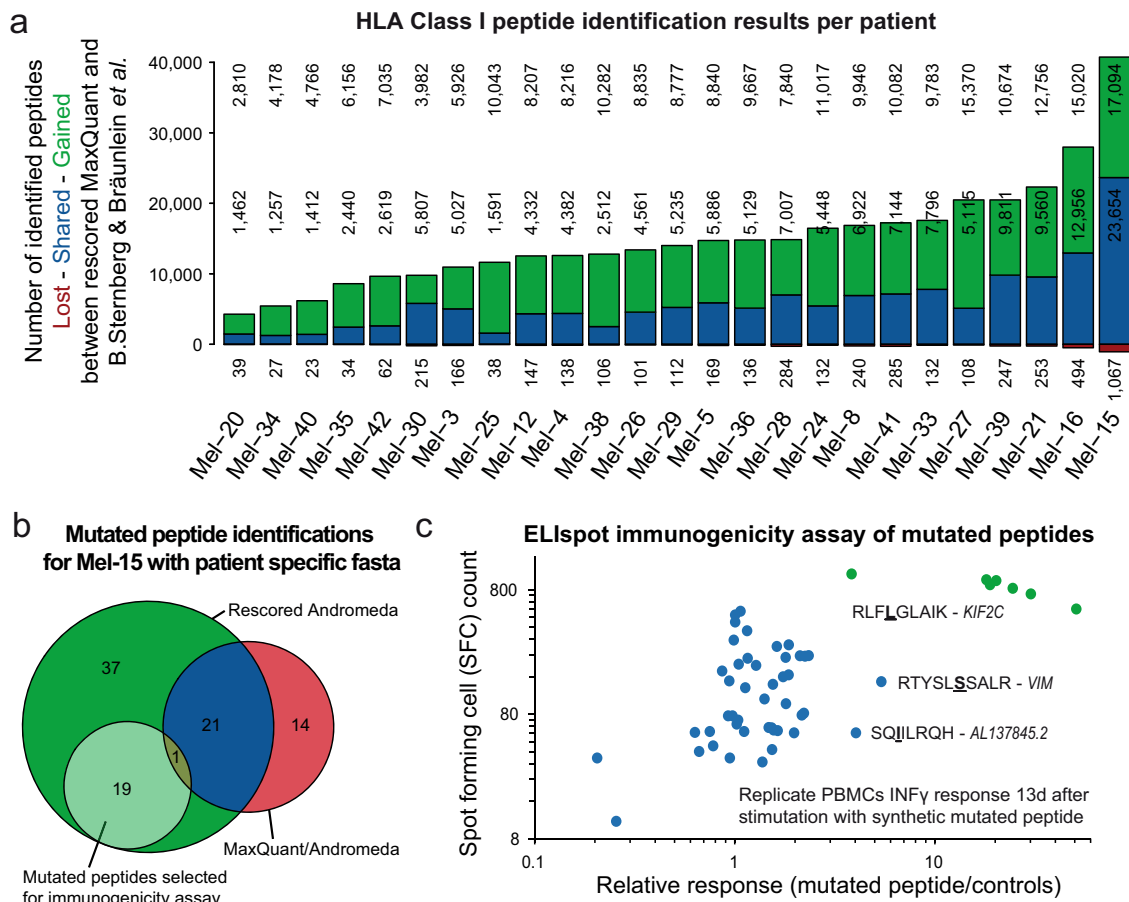 a
HLA Class I peptide identification results per patient
Number of identified peptides
Lost - Shared - Gained
between rescored MaxQuant and
B.Sternberg & Bräunlein et al.
40,000
30,000
20,000
10,000
0
2,810 4,178 4,766 6,156 7,035 3,982 5,926 10,043 8,207 8,216 10,282 8,829 8,777 8,840 9,667 7,840 11,017 9,946 10,082 9,783 15,370 10,674 12,756 15,020 17,094
1,462 1,257 1,412 2,440 2,619 5,807 5,027 1,591 4,332 4,382 2,512 4,561 5,235 5,886 5,129 7,007 5,448 6,922 7,144 7,796 5,115 9,811 9,560 12,956 23,654
39 27 23 34 62 215 166 38 147 138 106 101 112 169 136 284 132 240 285 132 108 247 253 494 1,067
Mel-20 Mel-34 Mel-40 Mel-35 Mel-42 Mel-30 Mel-3 Mel-25 Mel-12 Mel-4 Mel-38 Mel-26 Mel-29 Mel-5 Mel-36 Mel-28 Mel-24 Mel-8 Mel-41 Mel-33 Mel-27 Mel-39 Mel-21 Mel-16 Mel-15
b
Mutated peptide identifications
for Mel-15 with patient specific fasta
Rescored Andromeda
37
21
14
1
19
MaxQuant/Andromeda
Mutated peptides selected
for immunogenicity assay
c
ELIspot immunogenicity assay of mutated peptides
Spot forming cell (SFC) count
800
80
8
RLFLGLAIK - KIF2C
RTYSLSSALR - VIM
SQIILRQH - AL137845.2
Replicate PBMCs INFγ response 13d after
stimutation with synthetic mutated peptide
0.1 1 10
Relative response (mutated peptide/controls)